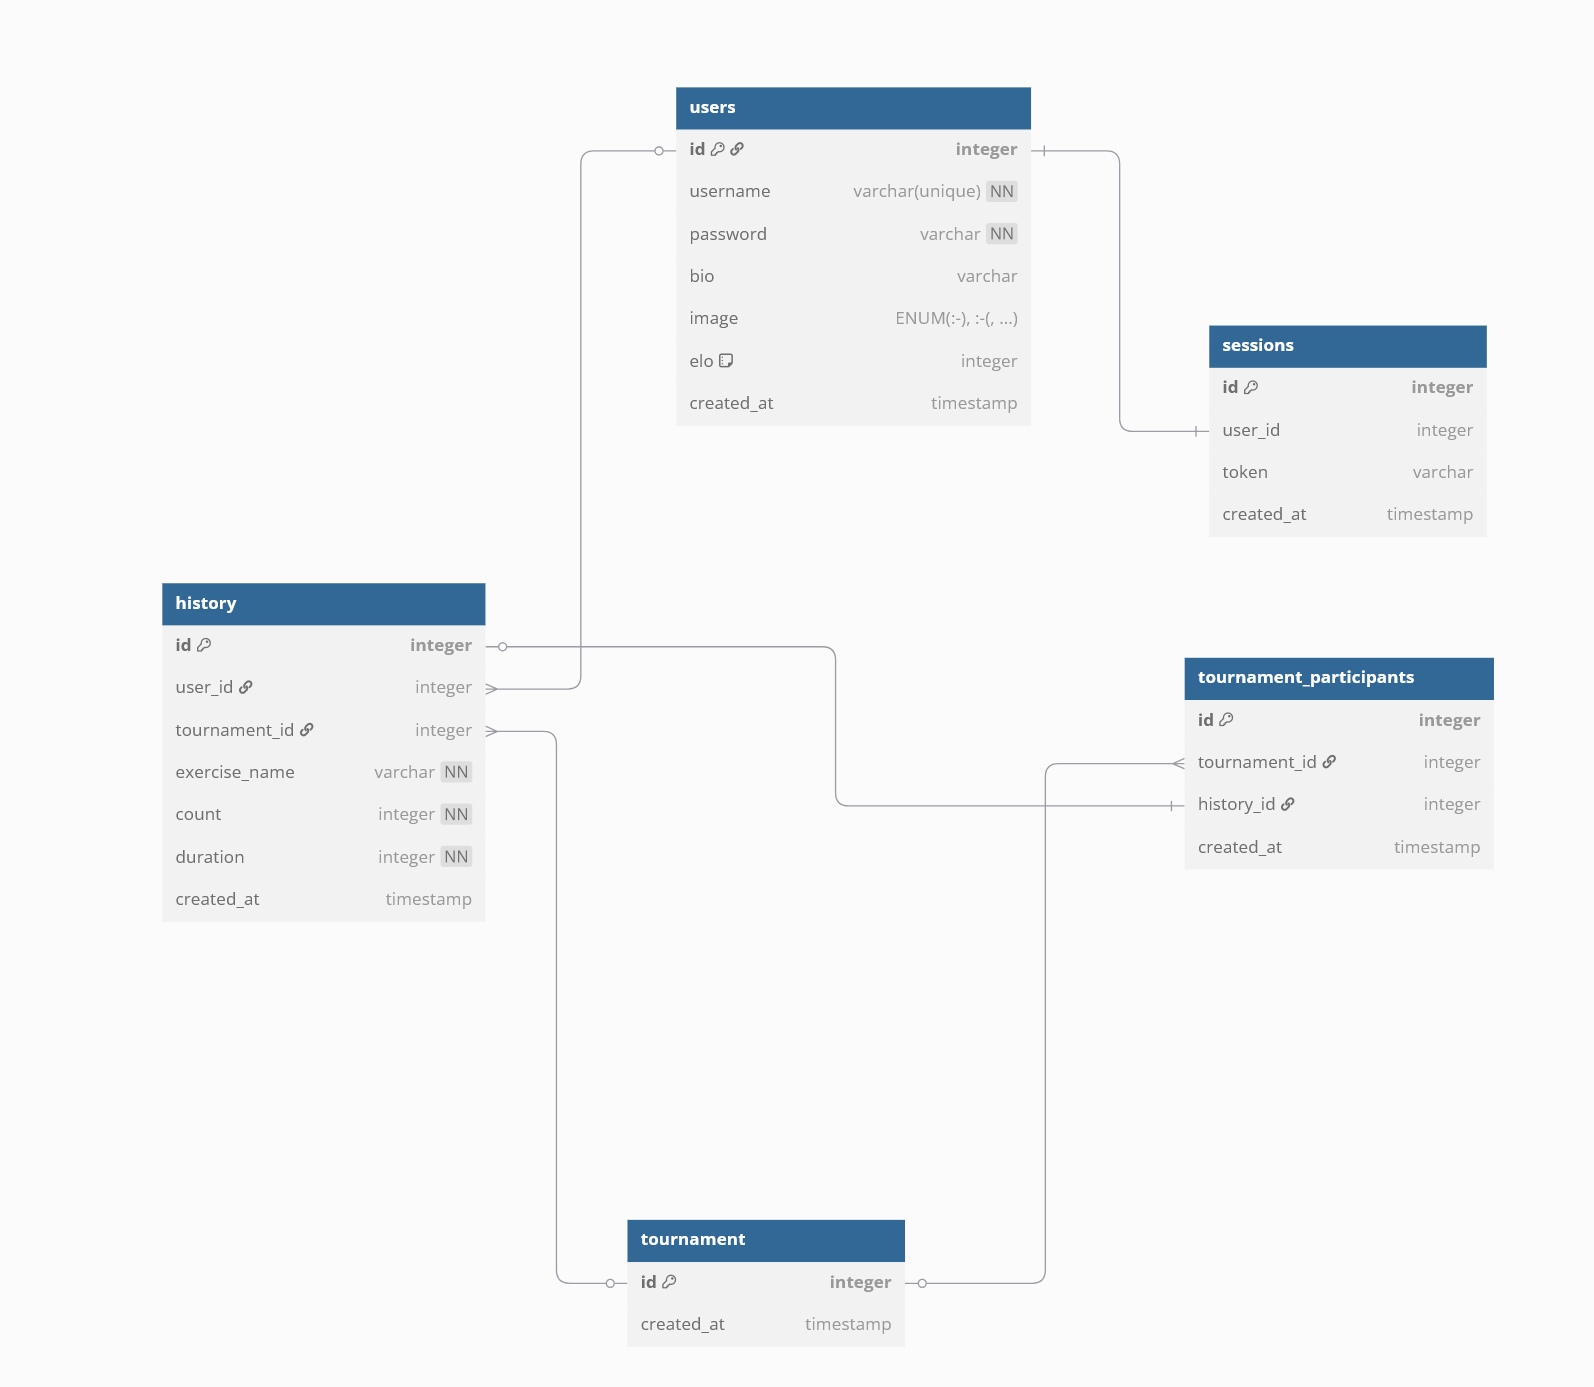 users
id integer
username varchar(unique) NN
password varchar NN
bio varchar
image ENUM(:-), :-(, ...)
elo integer
created_at timestamp
sessions
id integer
user_id integer
token varchar
created_at timestamp
history
id integer
user_id integer
tournament_id integer
exercise_name varchar NN
count integer NN
duration integer NN
created_at timestamp
tournament_participants
id integer
tournament_id integer
history_id integer
created_at timestamp
tournament
id integer
created_at timestamp